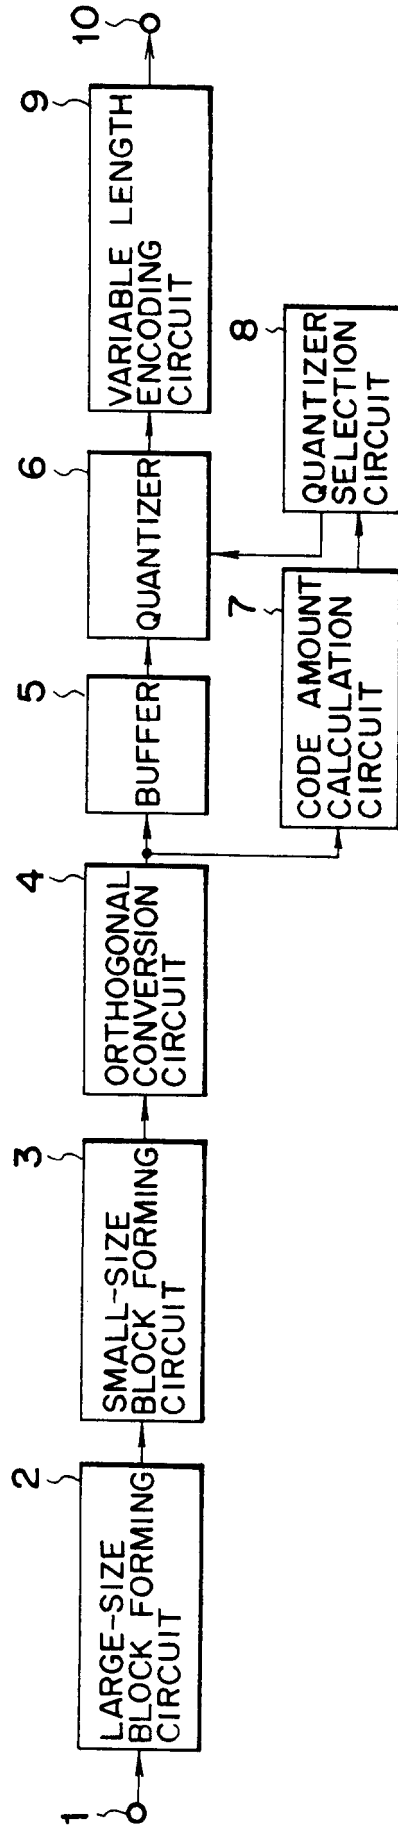 1
2
LARGE-SIZE
BLOCK FORMING
CIRCUIT
3
SMALL-SIZE
BLOCK FORMING
CIRCUIT
4
ORTHOGONAL
CONVERSION
CIRCUIT
5
BUFFER
6
QUANTIZER
7
CODE AMOUNT
CALCULATION
CIRCUIT
8
QUANTIZER
SELECTION
CIRCUIT
9
VARIABLE LENGTH
ENCODING
CIRCUIT
10